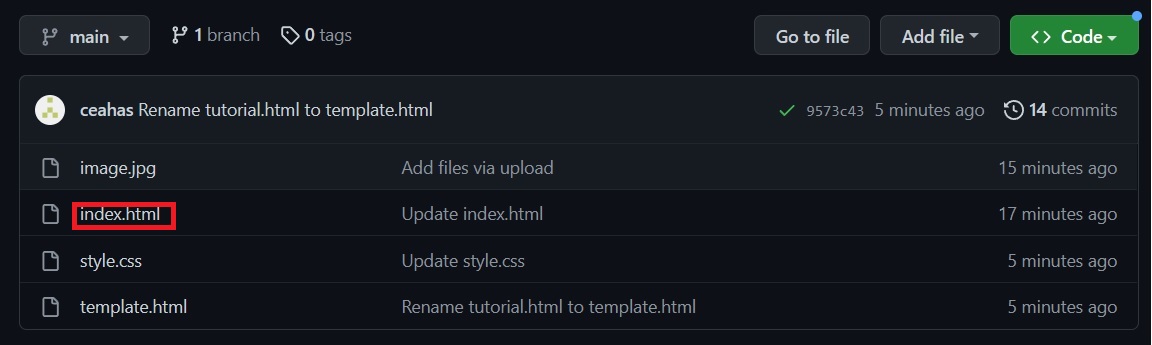 main 1 branch 0 tags Go to file Add file Code
ceahas Rename tutorial.html to template.html 9573c43 5 minutes ago 14 commits
image.jpg Add files via upload 15 minutes ago
index.html Update index.html 17 minutes ago
style.css Update style.css 5 minutes ago
template.html Rename tutorial.html to template.html 5 minutes ago